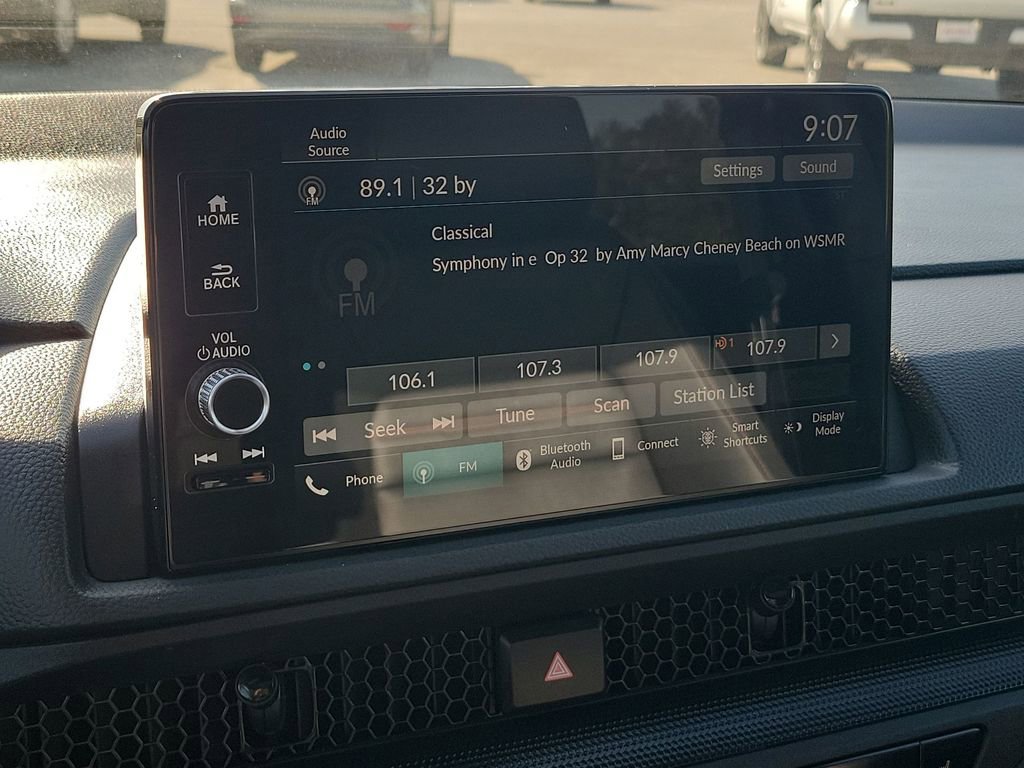 Audio
Source
9:07
FM
89.1 | 32 by
Settings
Sound
HOME
Classical
Symphony in e Op 32 by Amy Marcy Cheney Beach on WSMR
BACK
FM
VOL
AUDIO
106.1
107.3
107.9
HD 1
107.9
Seek
Tune
Scan
Station List
Phone
FM
Bluetooth
Audio
Connect
Smart
Shortcuts
Display
Mode